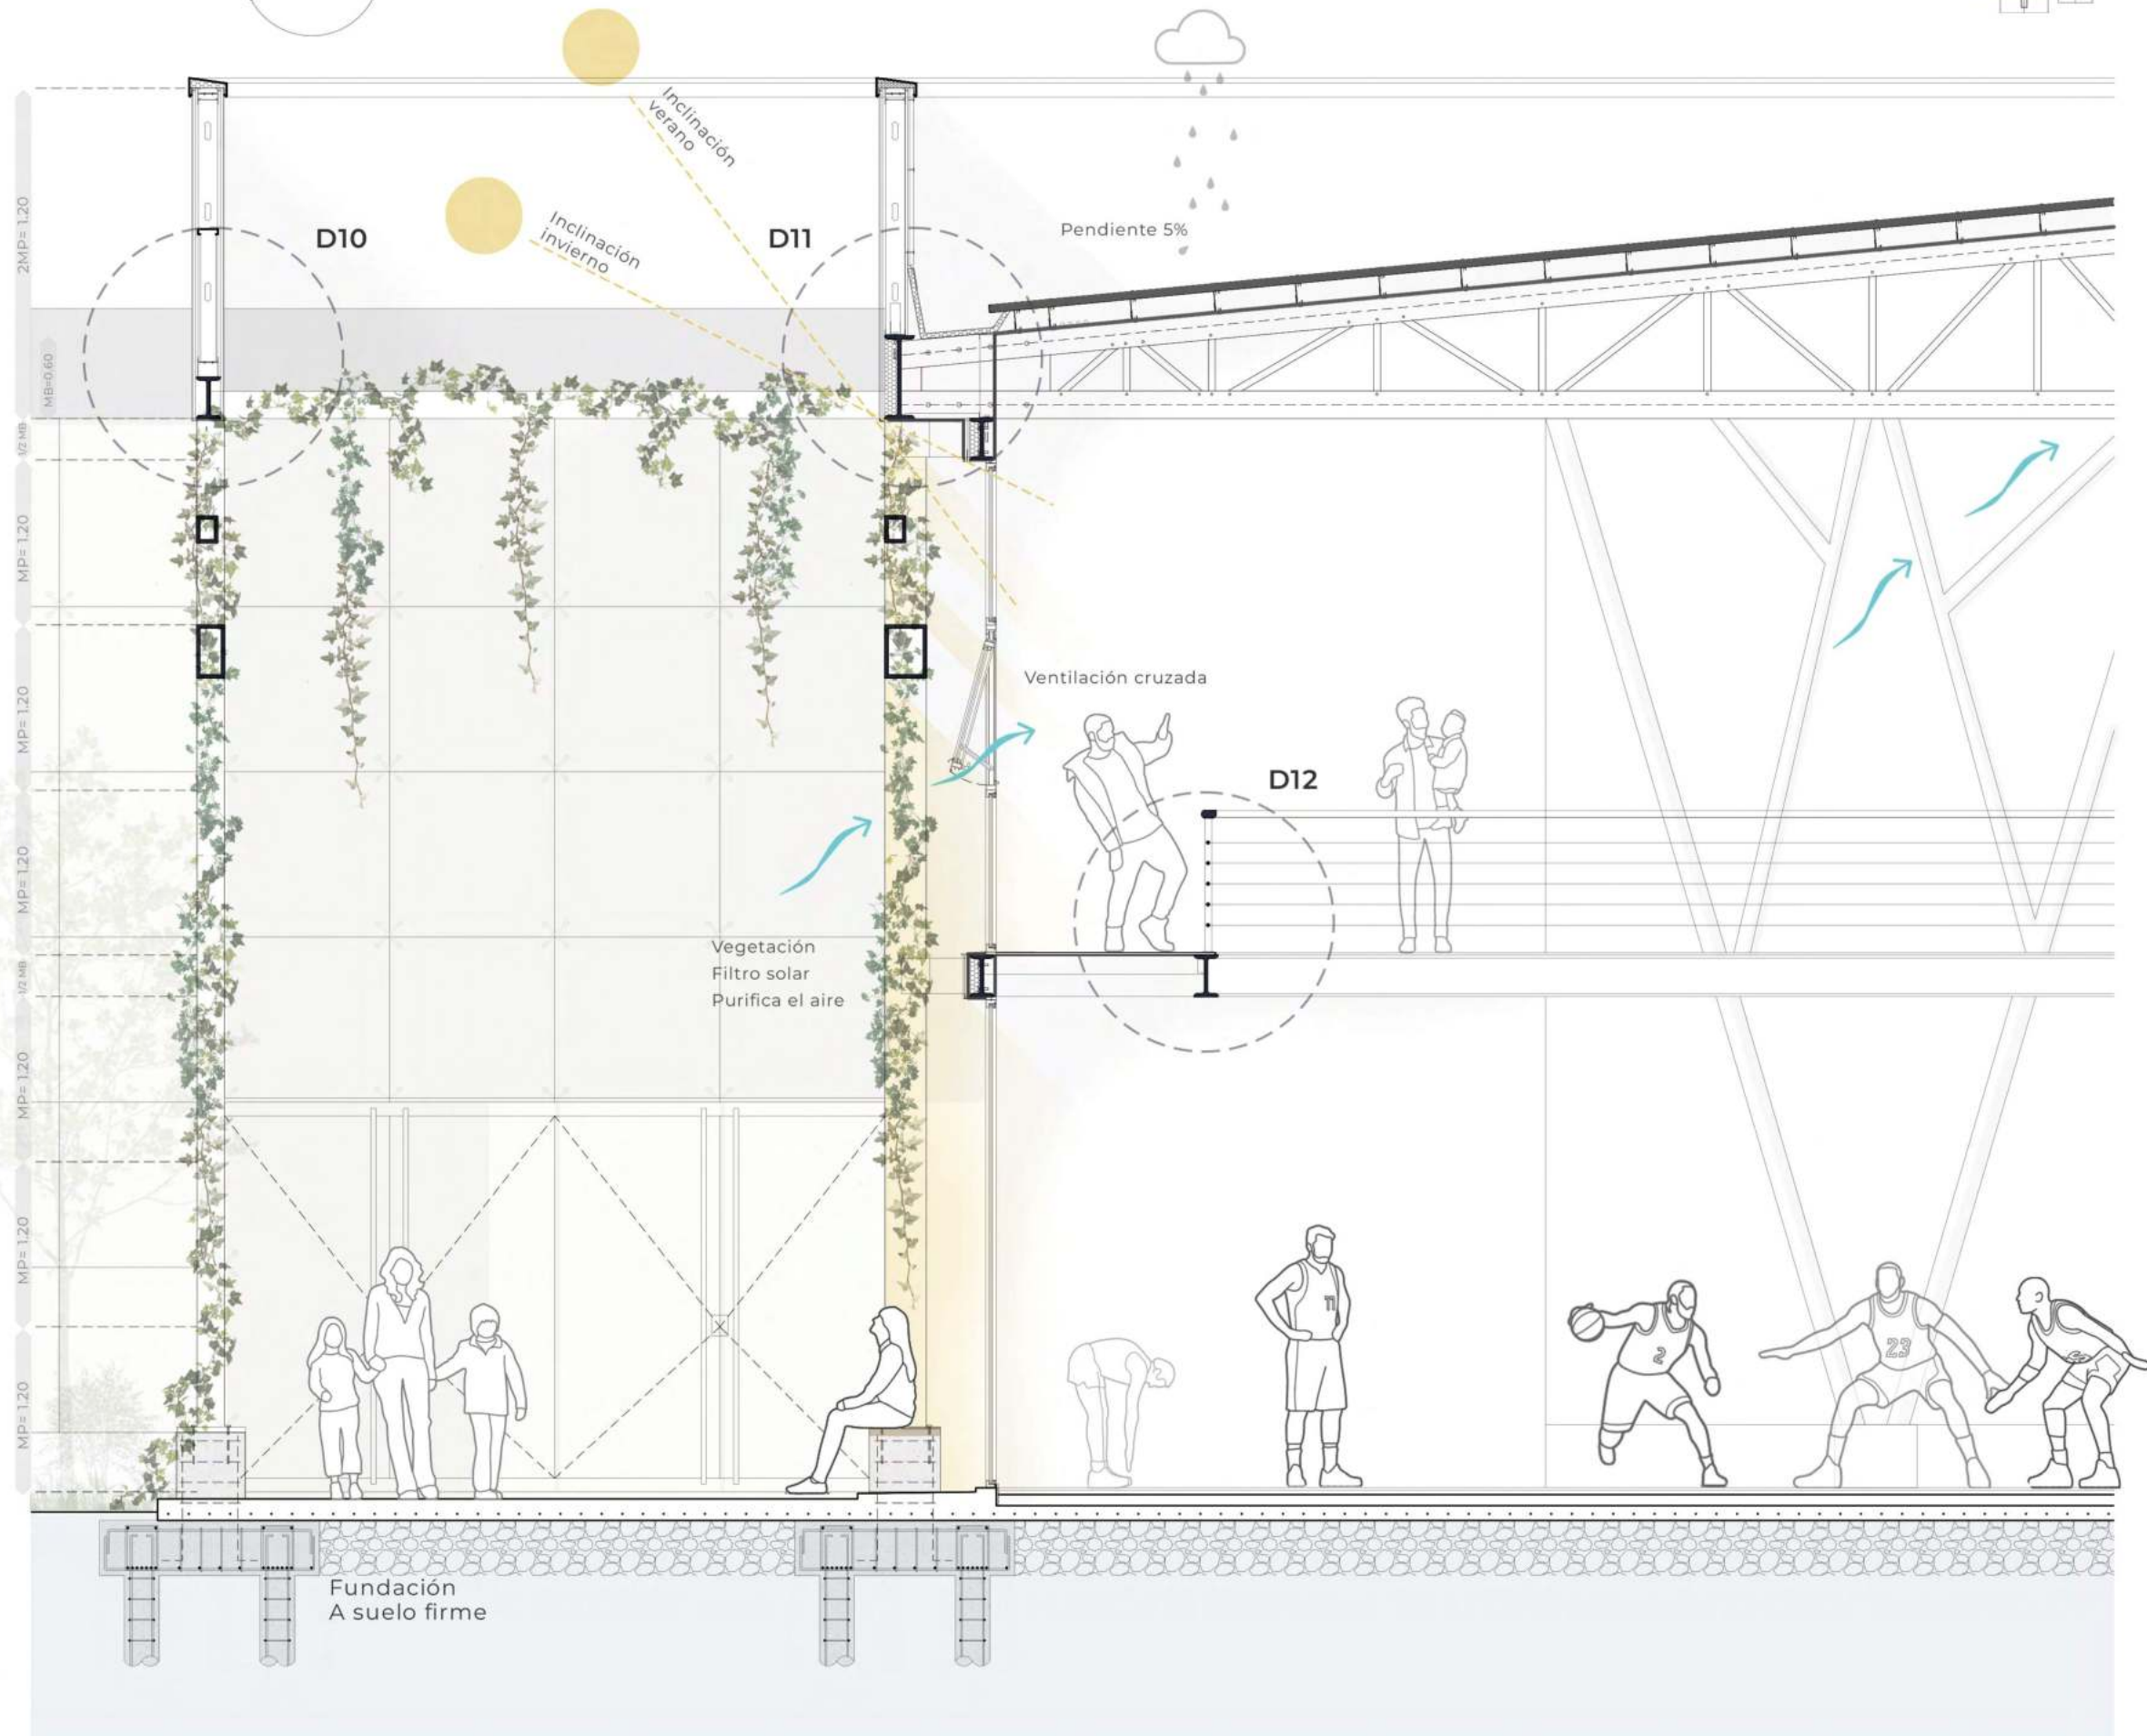 Inclinación
verano
Inclinación
invierno
D10
D11
Pendiente 5%
2MP= 1.20
MB=0.60
1/2 MB
MP= 1.20
MP= 1.20
Ventilación cruzada
D12
MP= 1.20
Vegetación
Filtro solar
Purifica el aire
1/2 MB
MP= 1.20
MP= 1.20
MP= 1.20
11
2
23
Fundación
A suelo firme